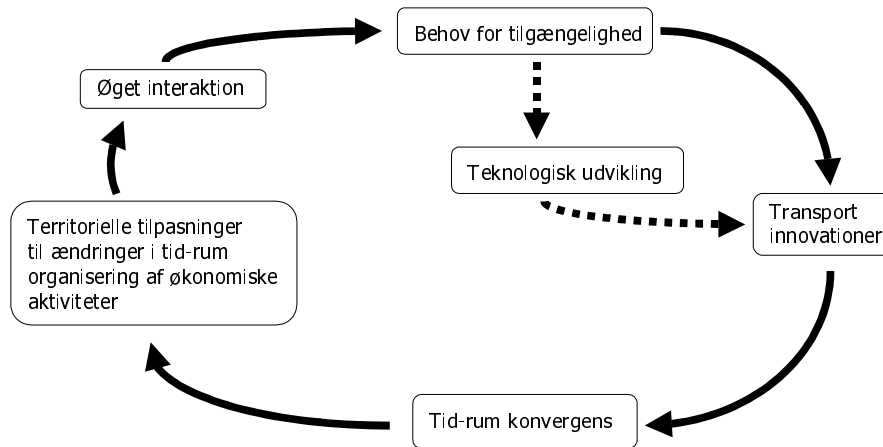 Behov for tilgængelighed
Øget interaktion
Teknologisk udvikling
Transport
innovationer
Territorielle tilpasninger
til ændringer i tid-rum
organisering af økonomiske
aktiviteter
Tid-rum konvergens